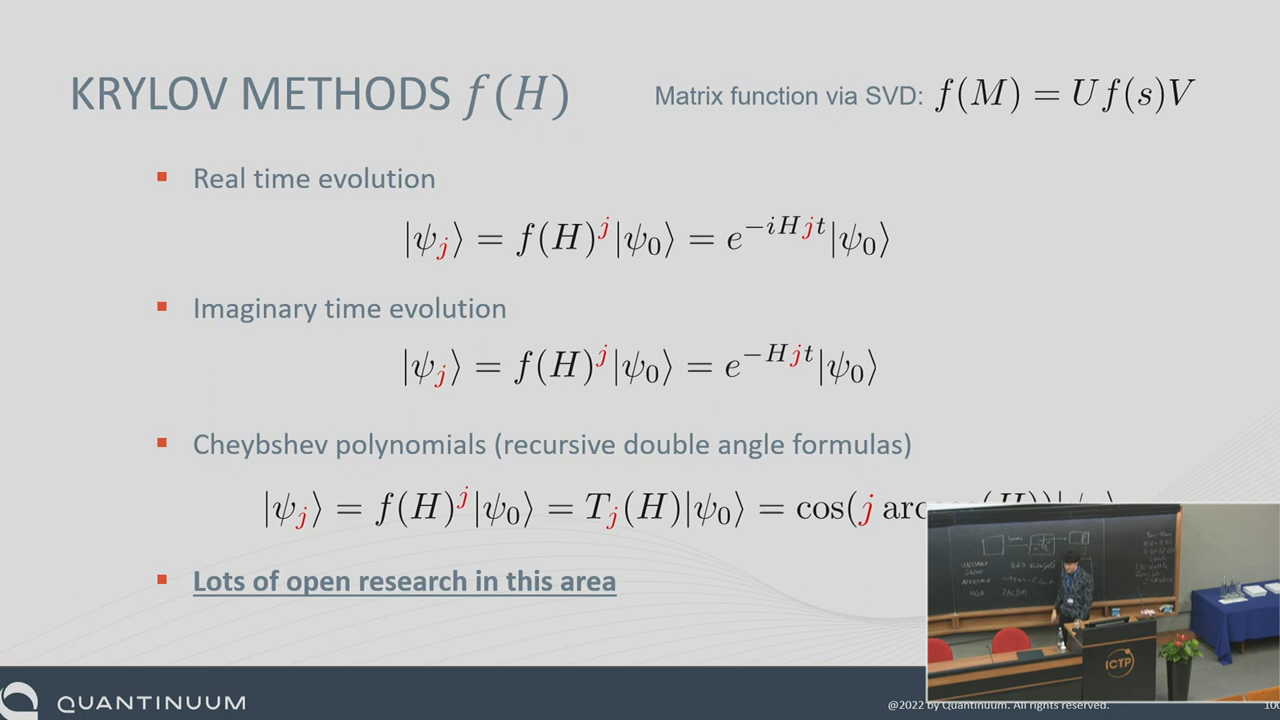 KRYLOV METHODS f(H)
Matrix function via SVD: f(M) = Uf(s)V
▪ Real time evolution
|ψ_j⟩ = f(H)^j|ψ_0⟩ = e^{-iHjt}|ψ_0⟩
▪ Imaginary time evolution
|ψ_j⟩ = f(H)^j|ψ_0⟩ = e^{-Hjt}|ψ_0⟩
▪ Cheybshev polynomials (recursive double angle formulas)
|ψ_j⟩ = f(H)^j|ψ_0⟩ = T_j(H)|ψ_0⟩ = cos(j arc
▪ Lots of open research in this area
ICTP
QUANTINUUM
@2022 by Quantinuum. All rights reserved.